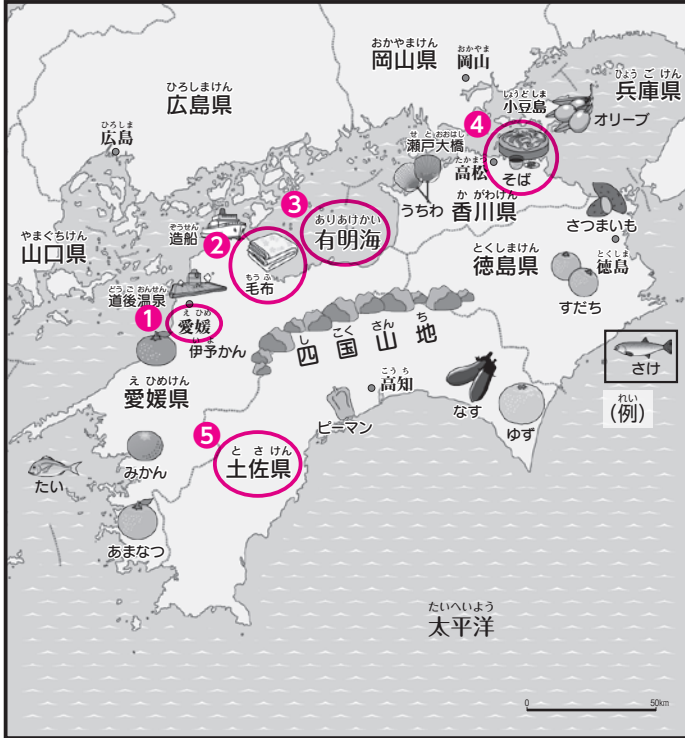 おかやまけん
岡山県
おかやま
岡山
ひょうごけん
兵庫県
ひろしまけん
広島県
ひろしま
広島
しょうどしま
小豆島
オリーブ
せとおおはし
瀬戸大橋
4
たかまつ
高松
そば
うちわ
かがわけん
香川県
さつまいも
3
ありあけかい
有明海
ぞうせん
造船
2
もうふ
毛布
やまぐちけん
山口県
とくしまけん
徳島県
とくしま
徳島
すだち
どうごおんせん
道後温泉
1
えひめ
愛媛
いよ
伊予かん
しこくさんち
四国山地
さけ
れい
(例)
えひめけん
愛媛県
こうち
高知
なす
ゆず
ピーマン
5
とさけん
土佐県
みかん
たい
あまなつ
たいへいよう
太平洋
0
50km